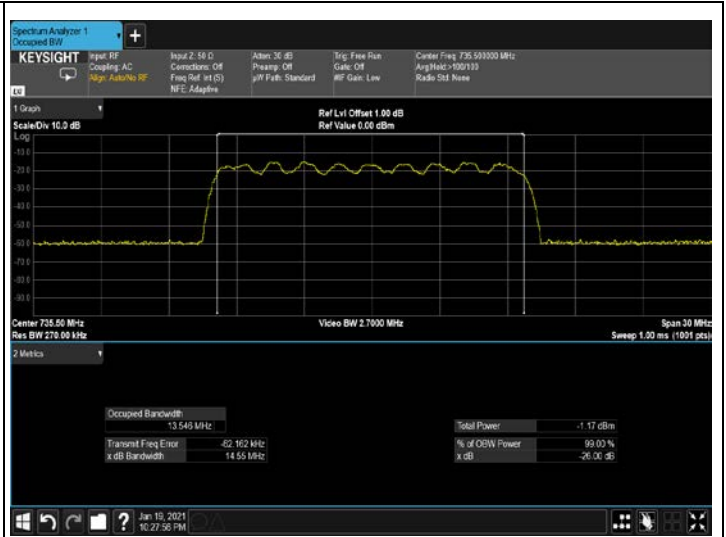 Spectrum Analyzer 1
Occupied BW
+
KEYSIGHT
Input: RF
Coupling: AC
Align: Auto/No RF
Input Z: 50 Ω
Corrections: Off
Freq Ref: Int (S)
NFE: Adaptive
Atten: 30 dB
Preamp: Off
µW Path: Standard
Trig: Free Run
Gate: Off
#IF Gain: Low
Center Freq: 735.500000 MHz
Avg|Hold:>100/100
Radio Std: None
1 Graph
Scale/Div 10.0 dB
Ref Lvl Offset 1.00 dB
Ref Value 0.00 dBm
Log
-10.0
-20.0
-30.0
-40.0
-50.0
-60.0
-70.0
-80.0
-90.0
Center 735.50 MHz
Res BW 270.00 kHz
Video BW 2.7000 MHz
Span 30 MHz
Sweep 1.00 ms (1001 pts)
2 Metrics
Occupied Bandwidth
13.546 MHz
Transmit Freq Error -62.162 kHz
x dB Bandwidth 14.55 MHz
Total Power -1.17 dBm
% of OBW Power 99.00 %
x dB -26.00 dB
?
Jan 19, 2021
10:27:58 PM